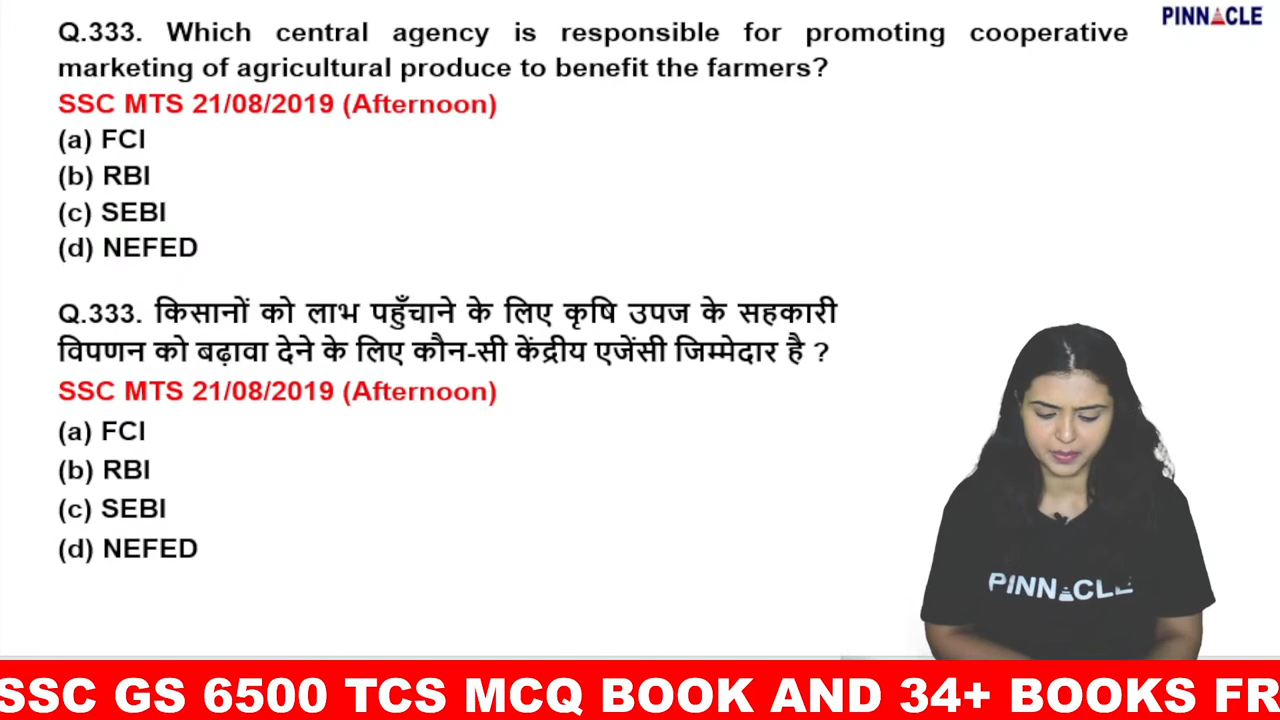 PINNACLE
Q.333. Which central agency is responsible for promoting cooperative
marketing of agricultural produce to benefit the farmers?
SSC MTS 21/08/2019 (Afternoon)
(a) FCI
(b) RBI
(c) SEBI
(d) NEFED
Q.333. किसानों को लाभ पहुँचाने के लिए कृषि उपज के सहकारी
विपणन को बढ़ावा देने के लिए कौन-सी केंद्रीय एजेंसी जिम्मेदार है ?
SSC MTS 21/08/2019 (Afternoon)
(a) FCI
(b) RBI
(c) SEBI
(d) NEFED
PINNACLE
SSC GS 6500 TCS MCQ BOOK AND 34+ BOOKS FR